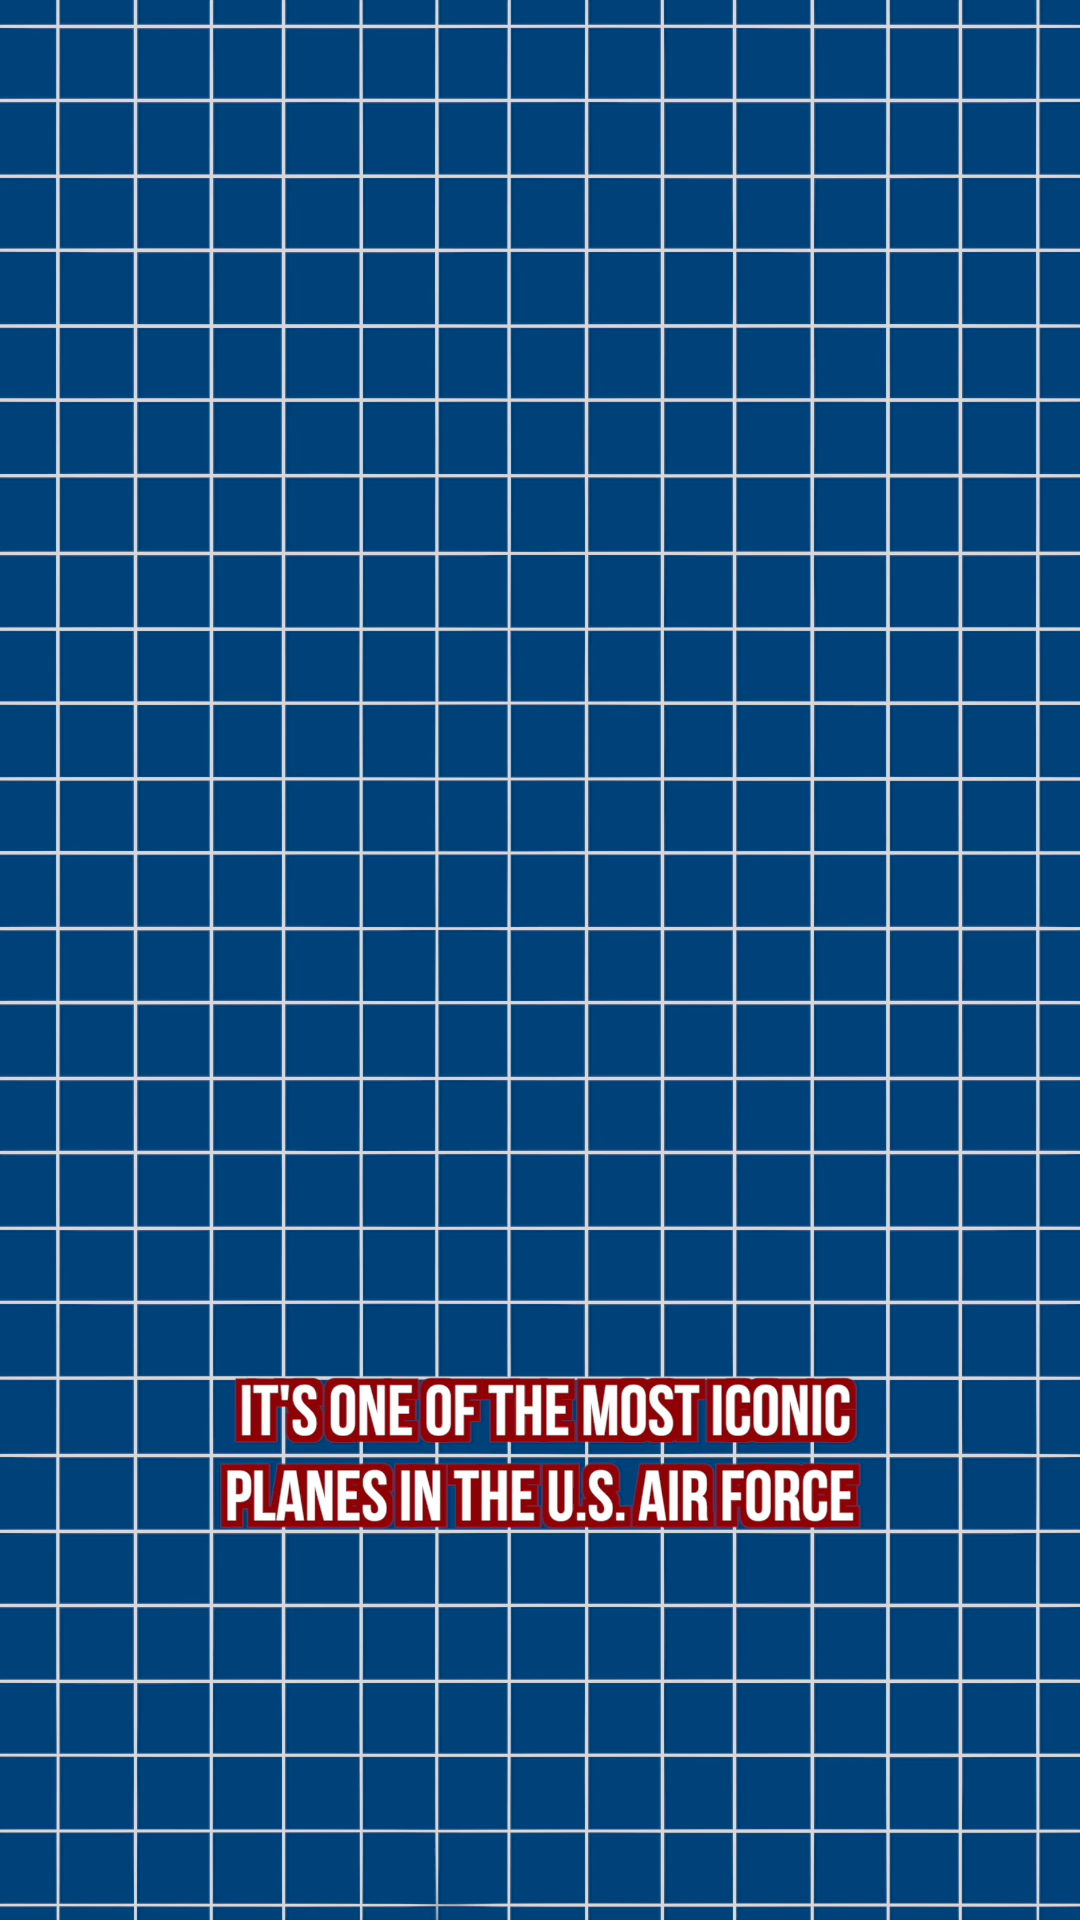 IT'S ONE OF THE MOST ICONIC
PLANES IN THE U.S. AIR FORCE